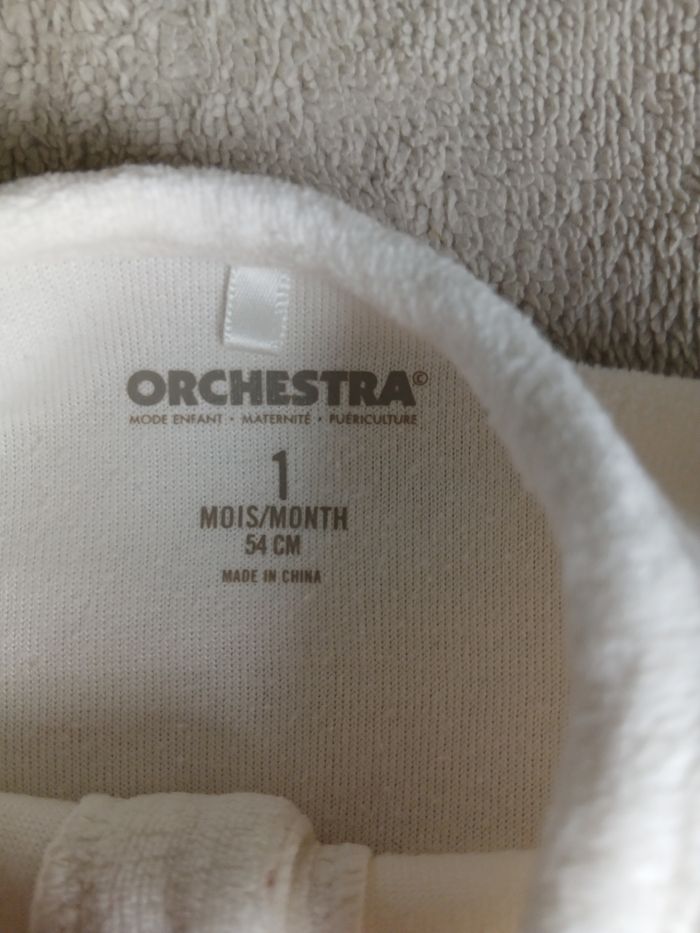 ORCHESTRA©
MODE ENFANT • MATERNITÉ • PUÉRICULTURE
1
MOIS/MONTH
54 CM
MADE IN CHINA